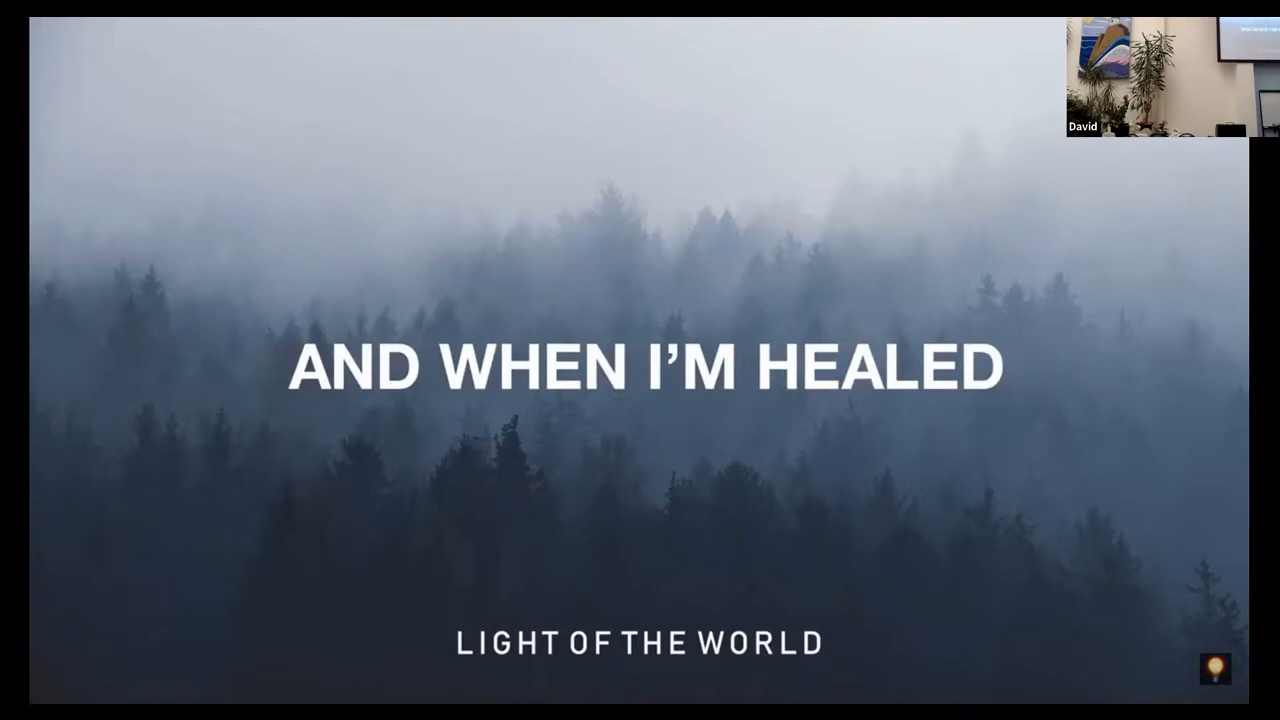 David
AND WHEN I’M HEALED
LIGHT OF THE WORLD